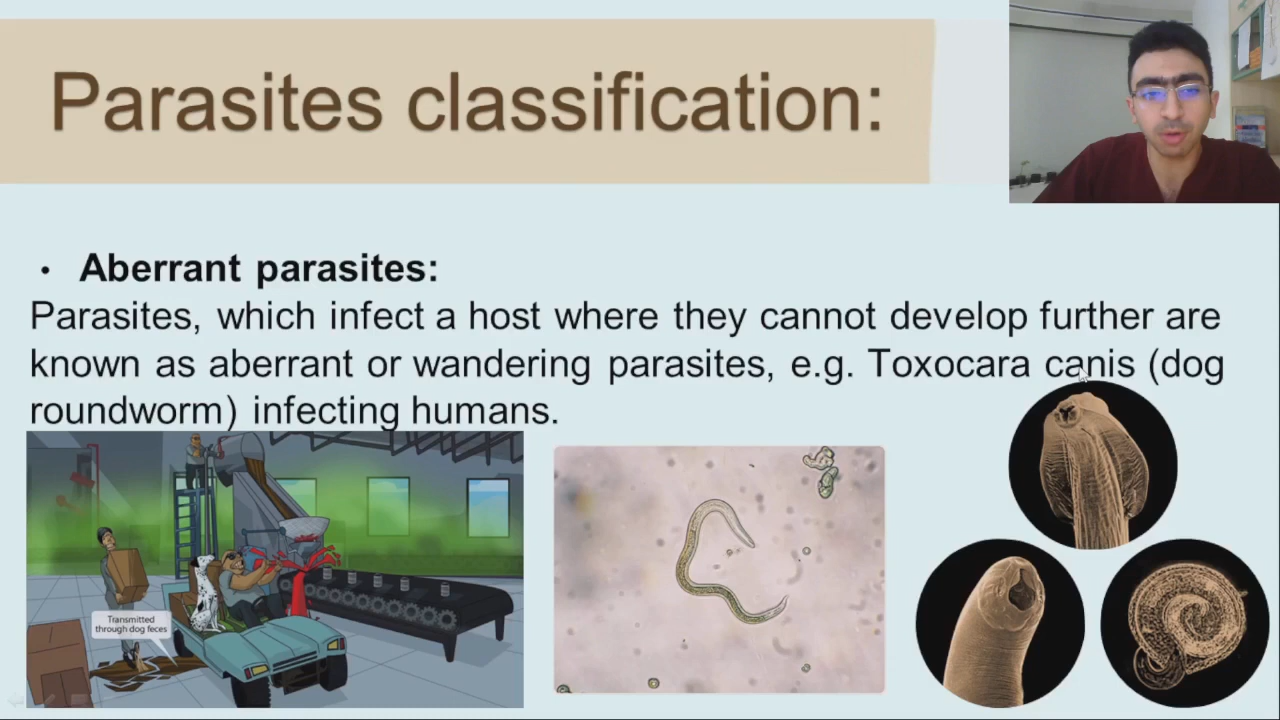 Parasites classification:
• Aberrant parasites:
Parasites, which infect a host where they cannot develop further are
known as aberrant or wandering parasites, e.g. Toxocara canis (dog
roundworm) infecting humans.
Transmitted
through dog feces